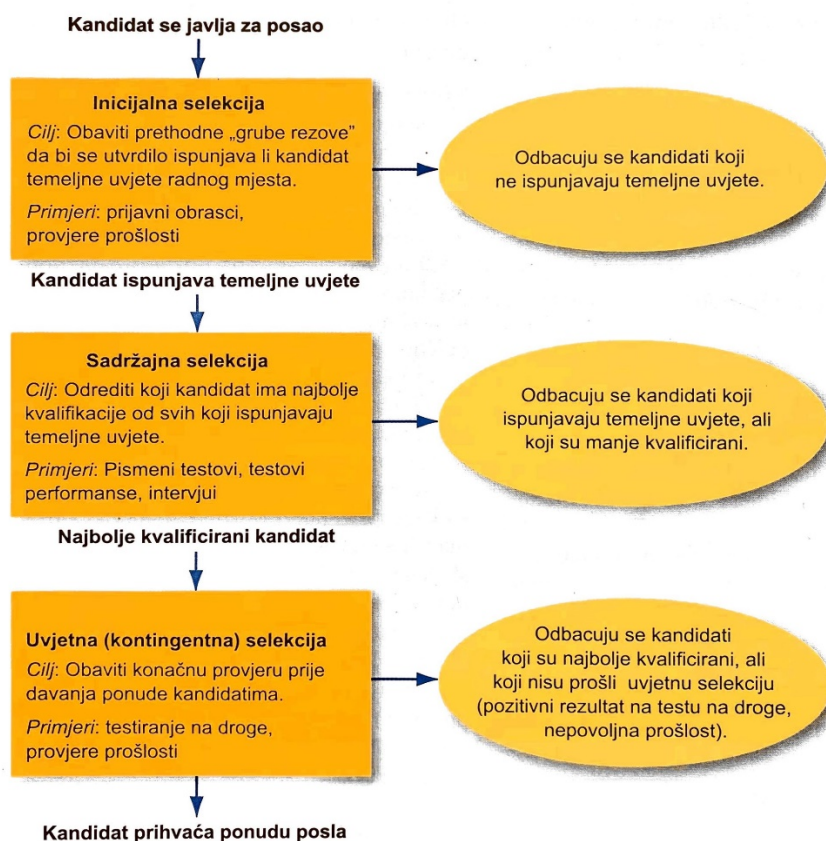 Kandidat se javlja za posao
Inicijalna selekcija
Cilj: Obaviti prethodne „grube rezove”
da bi se utvrdilo ispunjava li kandidat
temeljne uvjete radnog mjesta.
Primjeri: prijavni obrasci,
provjere prošlosti
Odbacuju se kandidati koji
ne ispunjavaju temeljne uvjete.
Kandidat ispunjava temeljne uvjete
Sadržajna selekcija
Cilj: Odrediti koji kandidat ima najbolje
kvalifikacije od svih koji ispunjavaju
temeljne uvjete.
Primjeri: Pismeni testovi, testovi
performanse, intervjui
Odbacuju se kandidati koji
ispunjavaju temeljne uvjete, ali
koji su manje kvalificirani.
Najbolje kvalificirani kandidat
Uvjetna (kontingentna) selekcija
Cilj: Obaviti konačnu provjeru prije
davanja ponude kandidatima.
Primjeri: testiranje na droge,
provjere prošlosti
Odbacuju se kandidati
koji su najbolje kvalificirani, ali
koji nisu prošli uvjetnu selekciju
(pozitivni rezultat na testu na droge,
nepovoljna prošlost).
Kandidat prihvaća ponudu posla